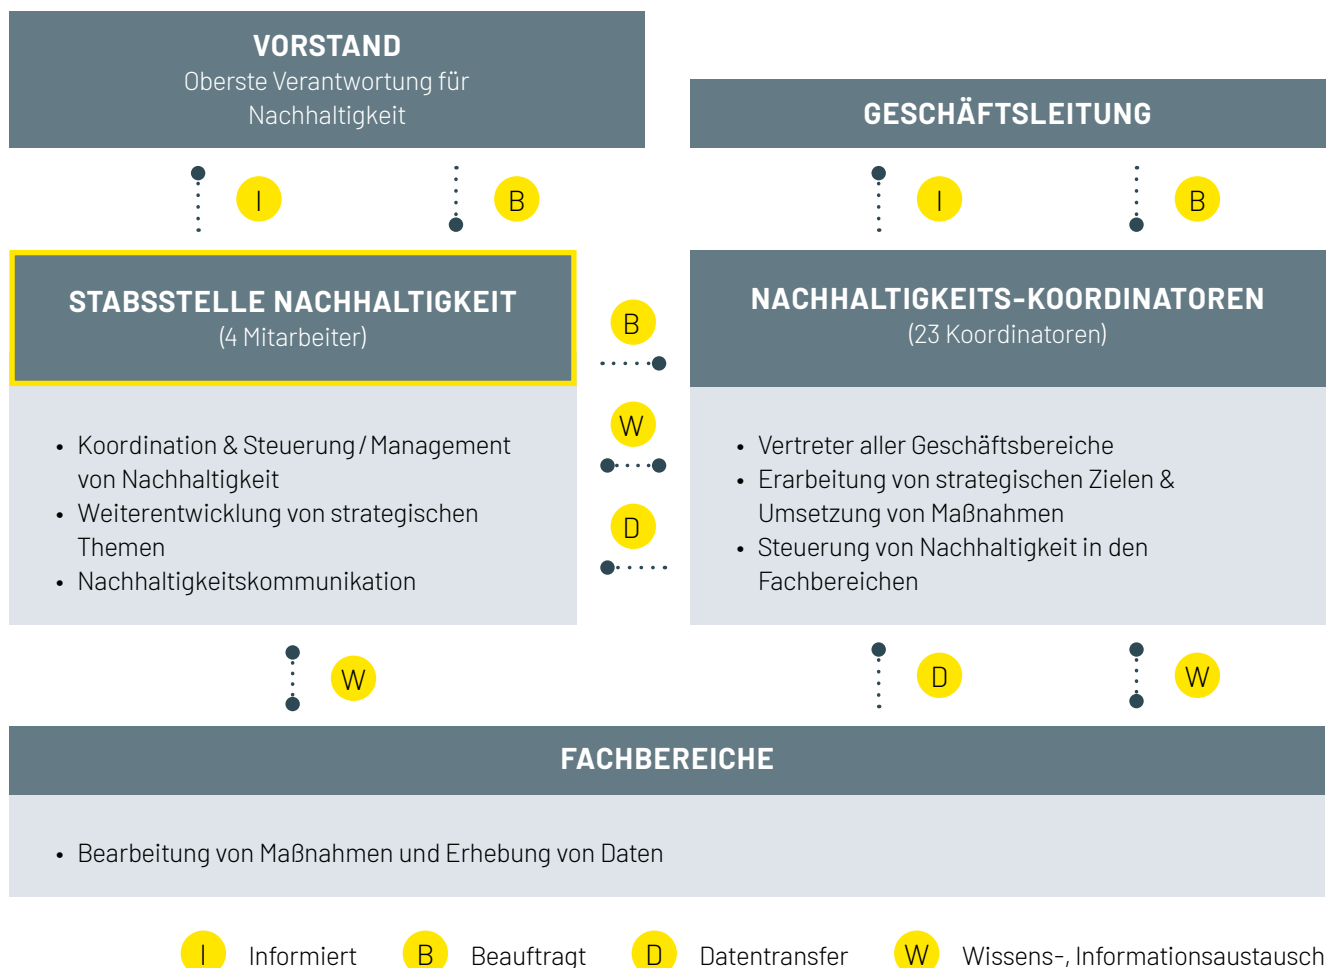 VORSTAND
Oberste Verantwortung für
Nachhaltigkeit
GESCHÄFTSLEITUNG
I
B
I
B
STABSSTELLE NACHHALTIGKEIT
(4 Mitarbeiter)
B
NACHHALTIGKEITS-KOORDINATOREN
(23 Koordinatoren)
• Koordination & Steuerung / Management
von Nachhaltigkeit
• Weiterentwicklung von strategischen
Themen
• Nachhaltigkeitskommunikation
W
D
• Vertreter aller Geschäftsbereiche
• Erarbeitung von strategischen Zielen &
Umsetzung von Maßnahmen
• Steuerung von Nachhaltigkeit in den
Fachbereichen
W
D
W
FACHBEREICHE
• Bearbeitung von Maßnahmen und Erhebung von Daten
I Informiert B Beauftragt D Datentransfer W Wissens-, Informationsaustausch